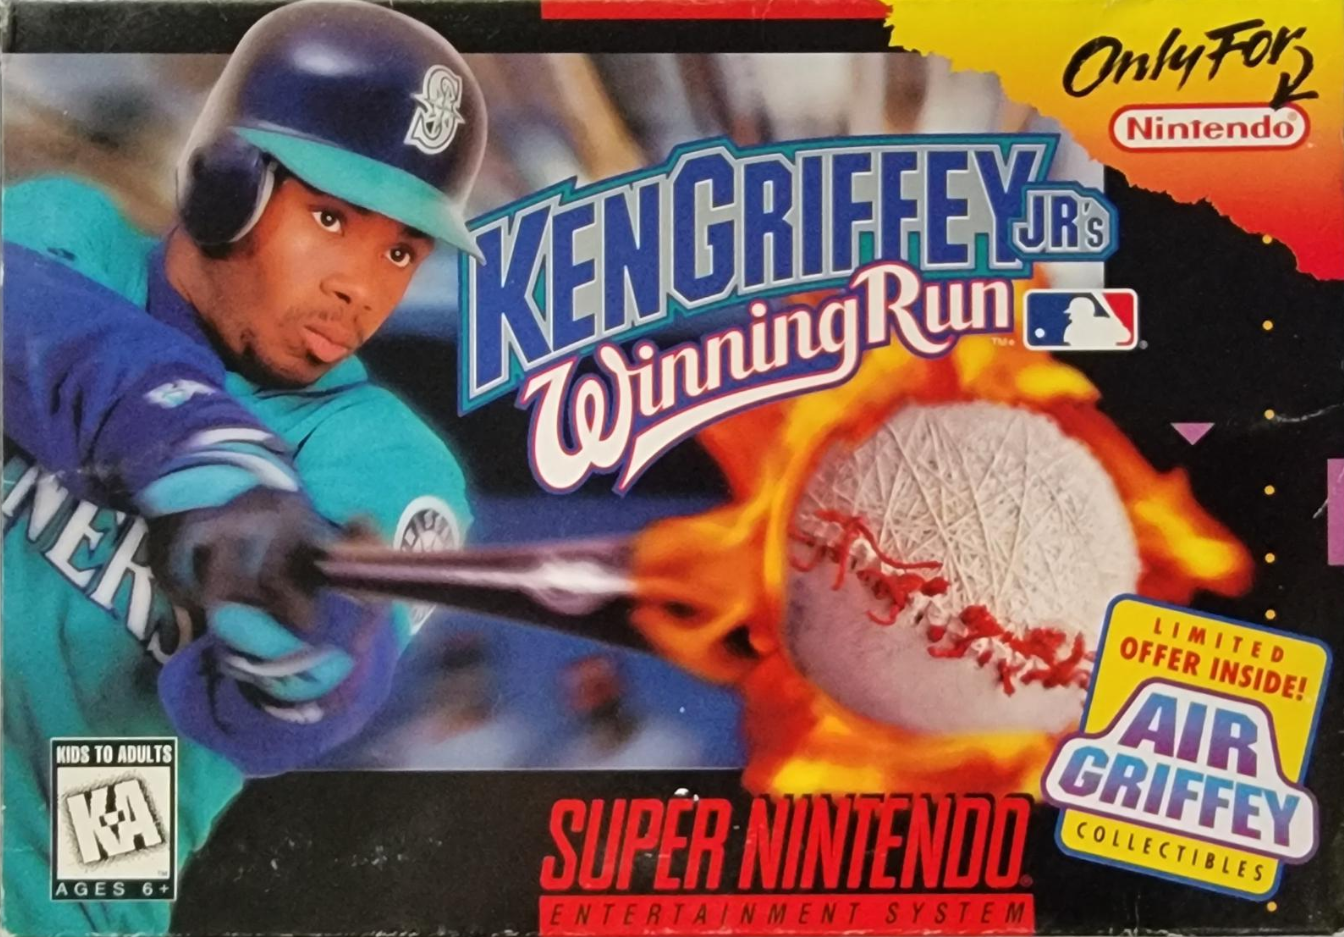 Only For
Nintendo®
KEN GRIFFEY JR's
Winning Run
NERS
LIMITED
OFFER INSIDE!
AIR
GRIFFEY
COLLECTIBLES
KIDS TO ADULTS
K-A
AGES 6+
SUPER NINTENDO
ENTERTAINMENT SYSTEM